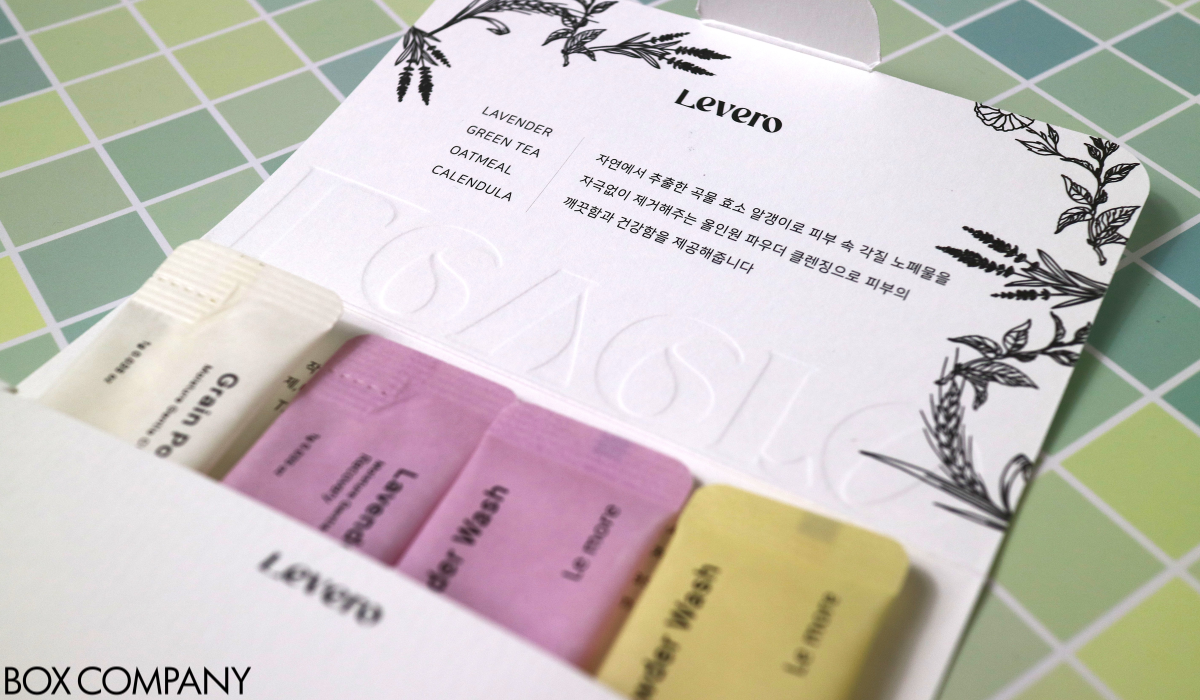 Levero
LAVENDER
GREEN TEA
OATMEAL
CALENDULA
자연에서 추출한 곡물 효소 알갱이로 피부 속 각질 노폐물을
자극없이 제거해주는 올인원 파우더 클렌징으로 피부의
깨끗함과 건강함을 제공해줍니다
Grain Po
Lavend
Recovery
der Wash
Le more
wder Wash
Le more
Levero
BOX COMPANY